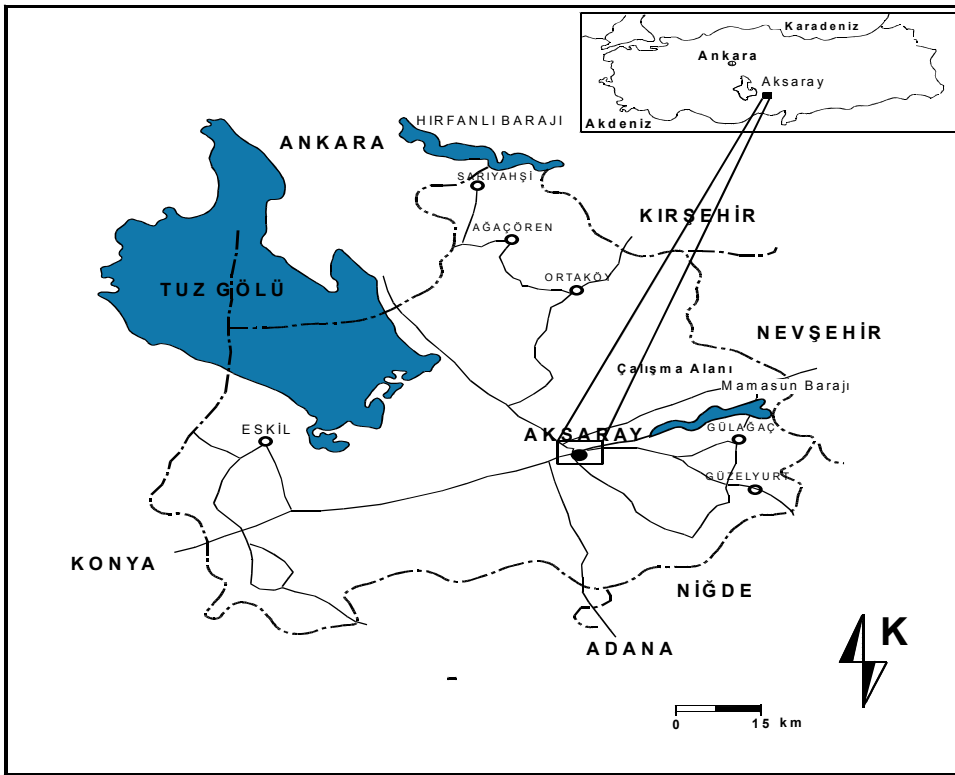 Karadeniz
Ankara
Aksaray
Akdeniz
HIRFANLI BARAJI
ANKARA
SARIYAHŞİ
KIRŞEHİR
AĞAÇÖREN
ORTAKÖY
TUZ GÖLÜ
NEVŞEHİR
Çalışma Alanı
Mamasun Barajı
ESKİL
AKSARAY
GÜLAĞAÇ
GÜZELYURT
KONYA
NİĞDE
ADANA
K
0 15 km